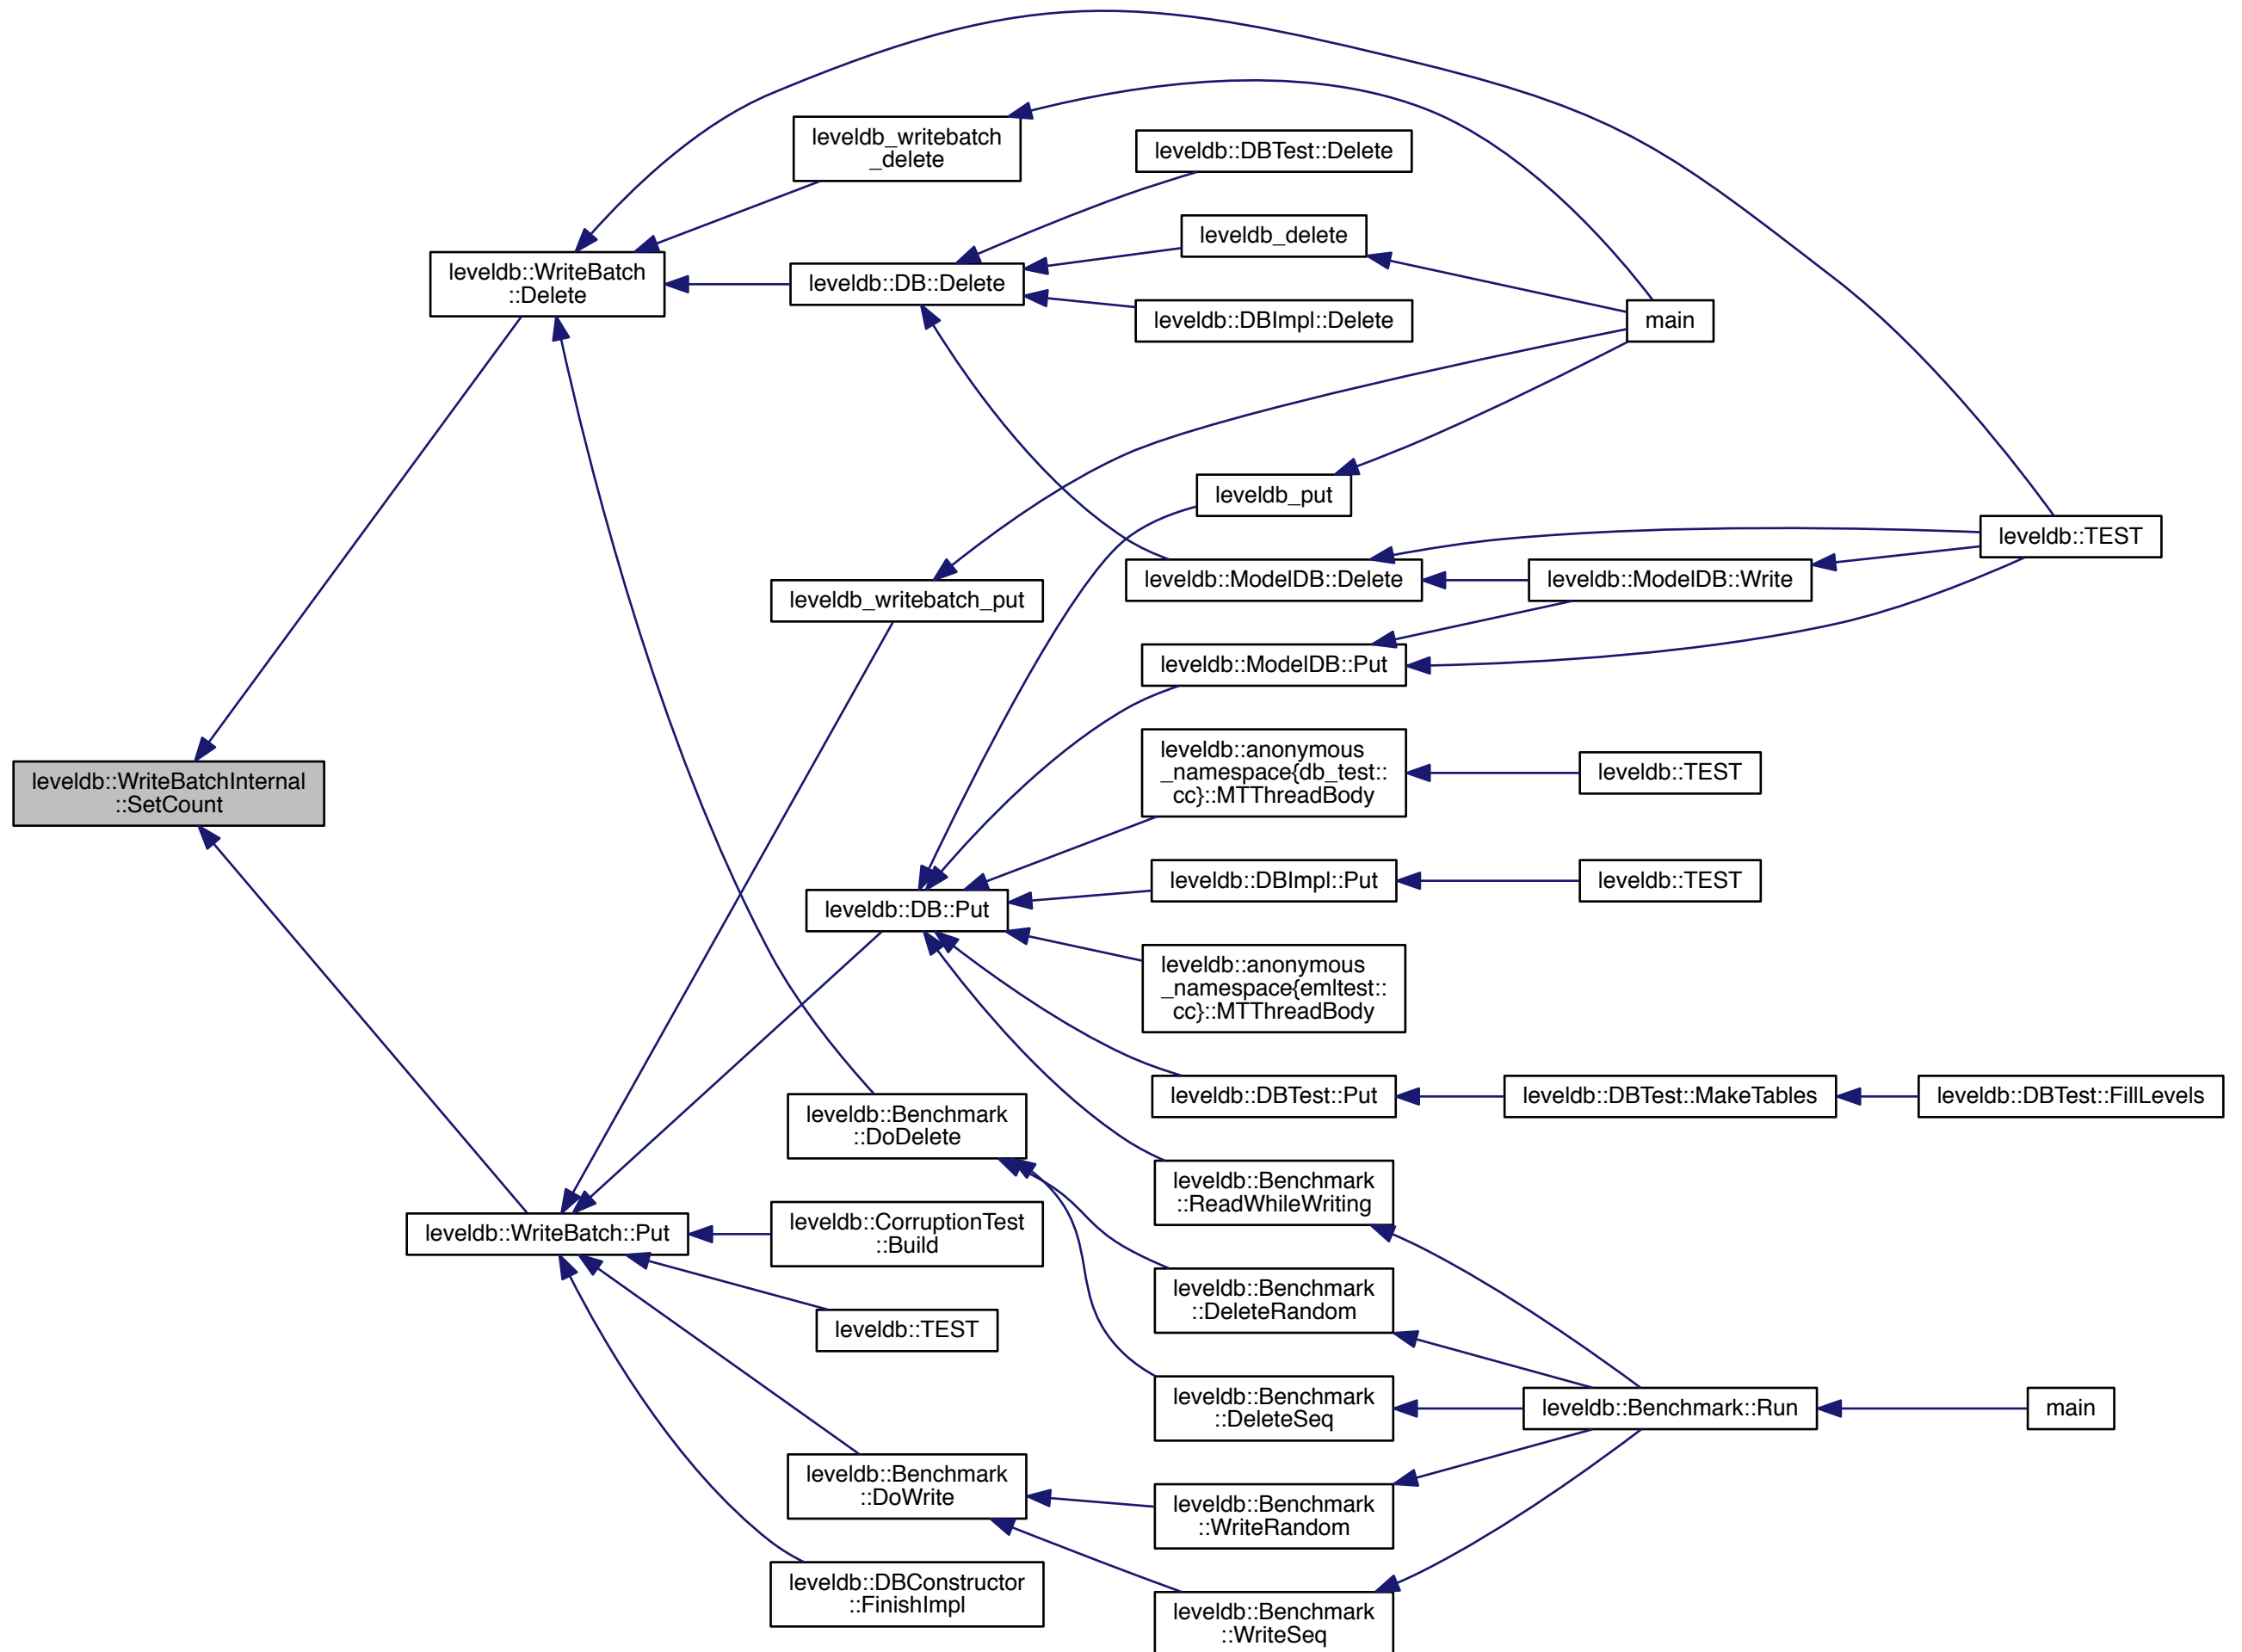 leveldb::WriteBatchInternal
::SetCount
leveldb::WriteBatch
::Delete
leveldb::WriteBatch::Put
leveldb_writebatch
_delete
leveldb::DB::Delete
leveldb_writebatch_put
leveldb::DB::Put
leveldb::Benchmark
::DoDelete
leveldb::CorruptionTest
::Build
leveldb::TEST
leveldb::Benchmark
::DoWrite
leveldb::DBConstructor
::FinishImpl
leveldb::DBTest::Delete
leveldb_delete
leveldb::DBImpl::Delete
leveldb_put
leveldb::ModelDB::Delete
leveldb::ModelDB::Put
leveldb::anonymous
_namespace{db_test::
cc}::MTThreadBody
leveldb::DBImpl::Put
leveldb::anonymous
_namespace{emltest::
cc}::MTThreadBody
leveldb::DBTest::Put
leveldb::Benchmark
::ReadWhileWriting
leveldb::Benchmark
::DeleteRandom
leveldb::Benchmark
::DeleteSeq
leveldb::Benchmark
::WriteRandom
leveldb::Benchmark
::WriteSeq
main
leveldb::ModelDB::Write
leveldb::TEST
leveldb::TEST
leveldb::DBTest::MakeTables
leveldb::Benchmark::Run
leveldb::TEST
leveldb::DBTest::FillLevels
main